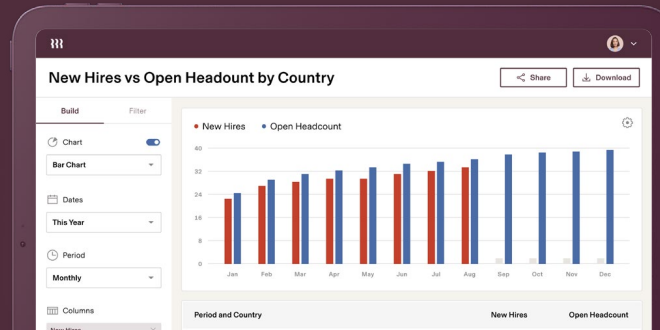 New Hires vs Open Headount by Country
Share
Download
Build
Filter
Chart
Bar Chart
Dates
This Year
Period
Monthly
Columns
New Hires
New Hires
Open Headcount
40
32
24
16
8
0
Jan Feb Mar Apr May Jun Jul Aug Sep Oct Nov Dec
Period and Country New Hires Open Headcount